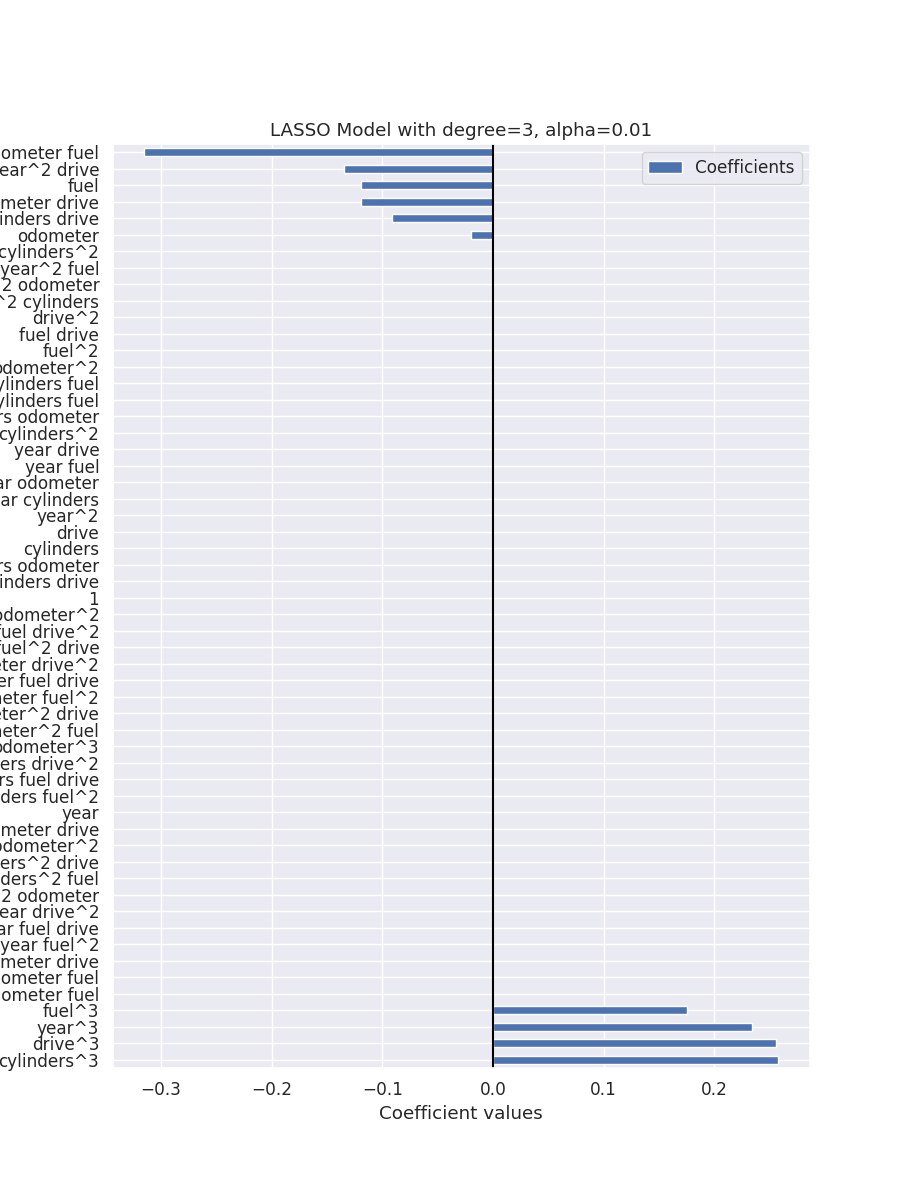 LASSO Model with degree=3, alpha=0.01
Coefficients
ometer fuel
ear^2 drive
fuel
meter drive
inders drive
odometer
cylinders^2
year^2 fuel
2 odometer
^2 cylinders
drive^2
fuel drive
fuel^2
odometer^2
ylinders fuel
ylinders fuel
rs odometer
cylinders^2
year drive
year fuel
ar odometer
ar cylinders
year^2
drive
cylinders
rs odometer
inders drive
1
odometer^2
fuel drive^2
fuel^2 drive
eter drive^2
er fuel drive
neter fuel^2
eter^2 drive
neter^2 fuel
odometer^3
ers drive^2
rs fuel drive
ders fuel^2
year
meter drive
odometer^2
ers^2 drive
ders^2 fuel
2 odometer
ear drive^2
ar fuel drive
year fuel^2
meter drive
ometer fuel
ometer fuel
fuel^3
year^3
drive^3
cylinders^3
−0.3 −0.2 −0.1 0.0 0.1 0.2
Coefficient values